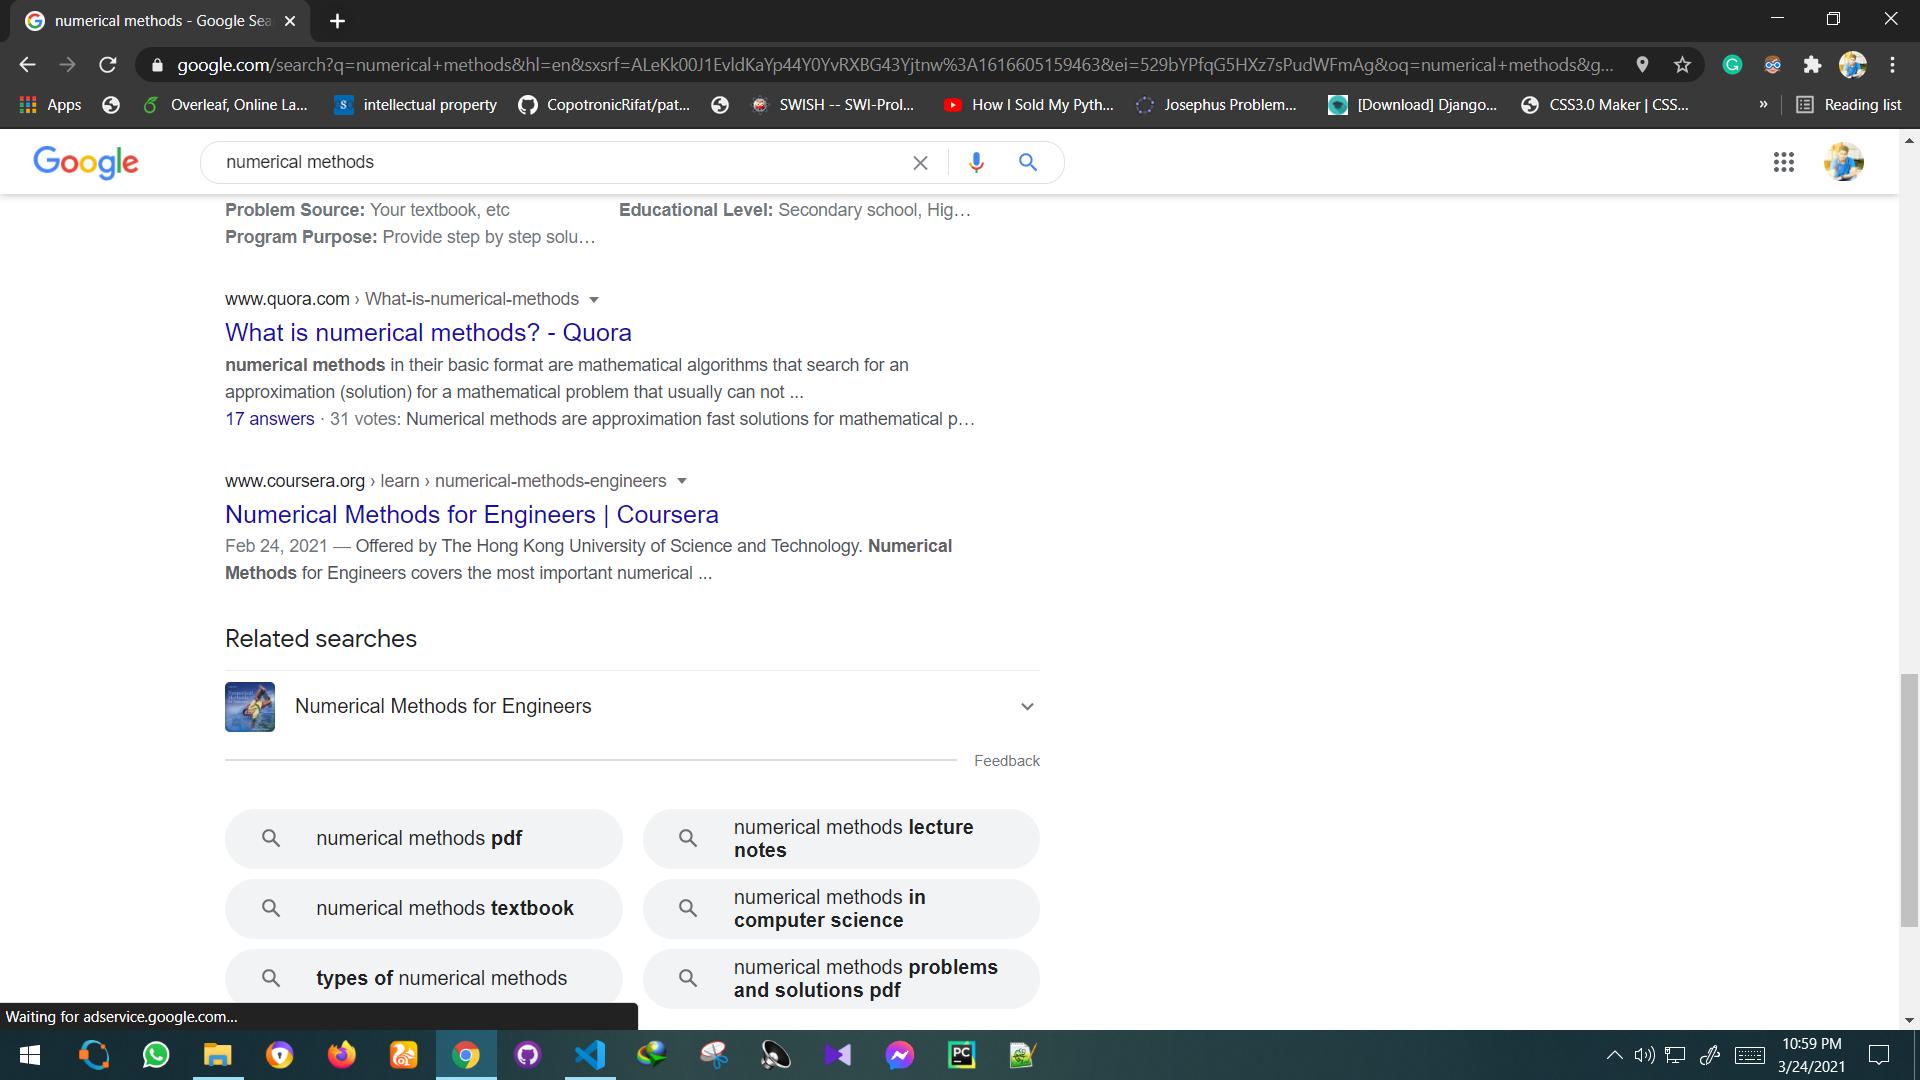 numerical methods - Google Sea
google.com/search?q=numerical+methods&hl=en&sxsrf=ALeKk00J1EvldKaYp44Y0YvRXBG43Yjtnw%3A1616605159463&ei=529bYPfqG5HXz7sPudWFmAg&oq=numerical+methods&g...
Apps
Overleaf, Online La...
intellectual property
CopotronicRifat/pat...
SWISH -- SWI-Prol...
How I Sold My Pyth...
Josephus Problem...
[Download] Django...
CSS3.0 Maker | CSS...
»
Reading list
Google
numerical methods
Problem Source: Your textbook, etc
Educational Level: Secondary school, Hig...
Program Purpose: Provide step by step solu...
www.quora.com › What-is-numerical-methods
What is numerical methods? - Quora
numerical methods in their basic format are mathematical algorithms that search for an
approximation (solution) for a mathematical problem that usually can not ...
17 answers · 31 votes: Numerical methods are approximation fast solutions for mathematical p...
www.coursera.org › learn › numerical-methods-engineers
Numerical Methods for Engineers | Coursera
Feb 24, 2021 — Offered by The Hong Kong University of Science and Technology. Numerical
Methods for Engineers covers the most important numerical ...
Related searches
Numerical Methods for Engineers
Feedback
numerical methods pdf
numerical methods lecture
notes
numerical methods textbook
numerical methods in
computer science
types of numerical methods
numerical methods problems
and solutions pdf
Waiting for adservice.google.com...
PC
10:59 PM
3/24/2021